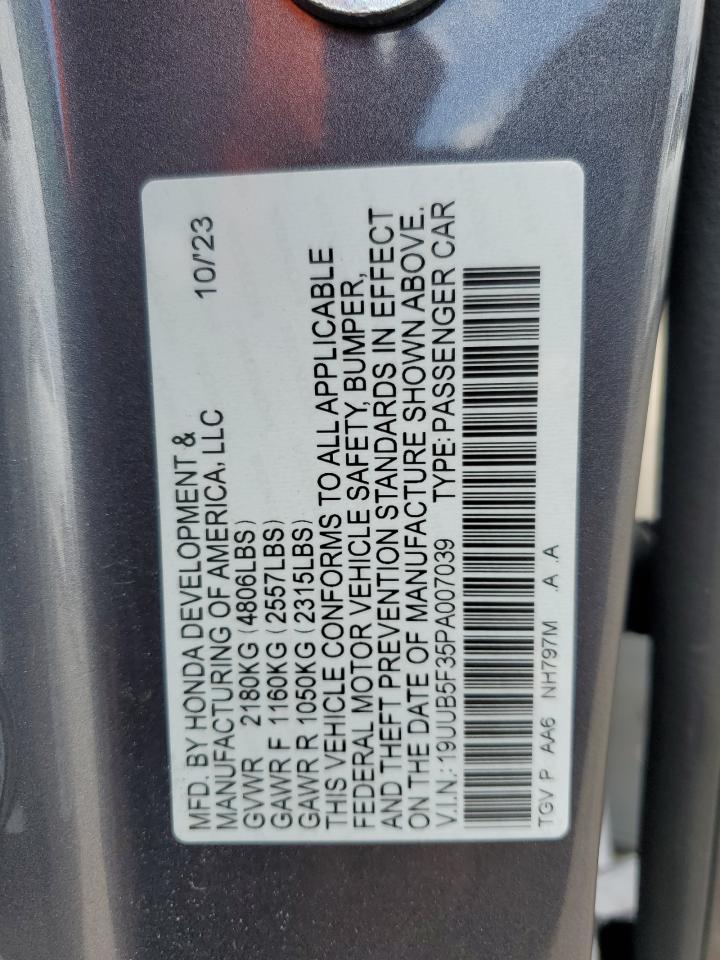 MFD. BY HONDA DEVELOPMENT &
MANUFACTURING OF AMERICA, LLC 10/'23
GVWR 2180KG (4806LBS)
GAWR F 1160KG (2557LBS)
GAWR R 1050KG (2315LBS)
THIS VEHICLE CONFORMS TO ALL APPLICABLE
FEDERAL MOTOR VEHICLE SAFETY, BUMPER,
AND THEFT PREVENTION STANDARDS IN EFFECT
ON THE DATE OF MANUFACTURE SHOWN ABOVE.
V.I.N.: 19UUB5F35PA007039 TYPE: PASSENGER CAR
TGV P AA6 NH797M .A .A